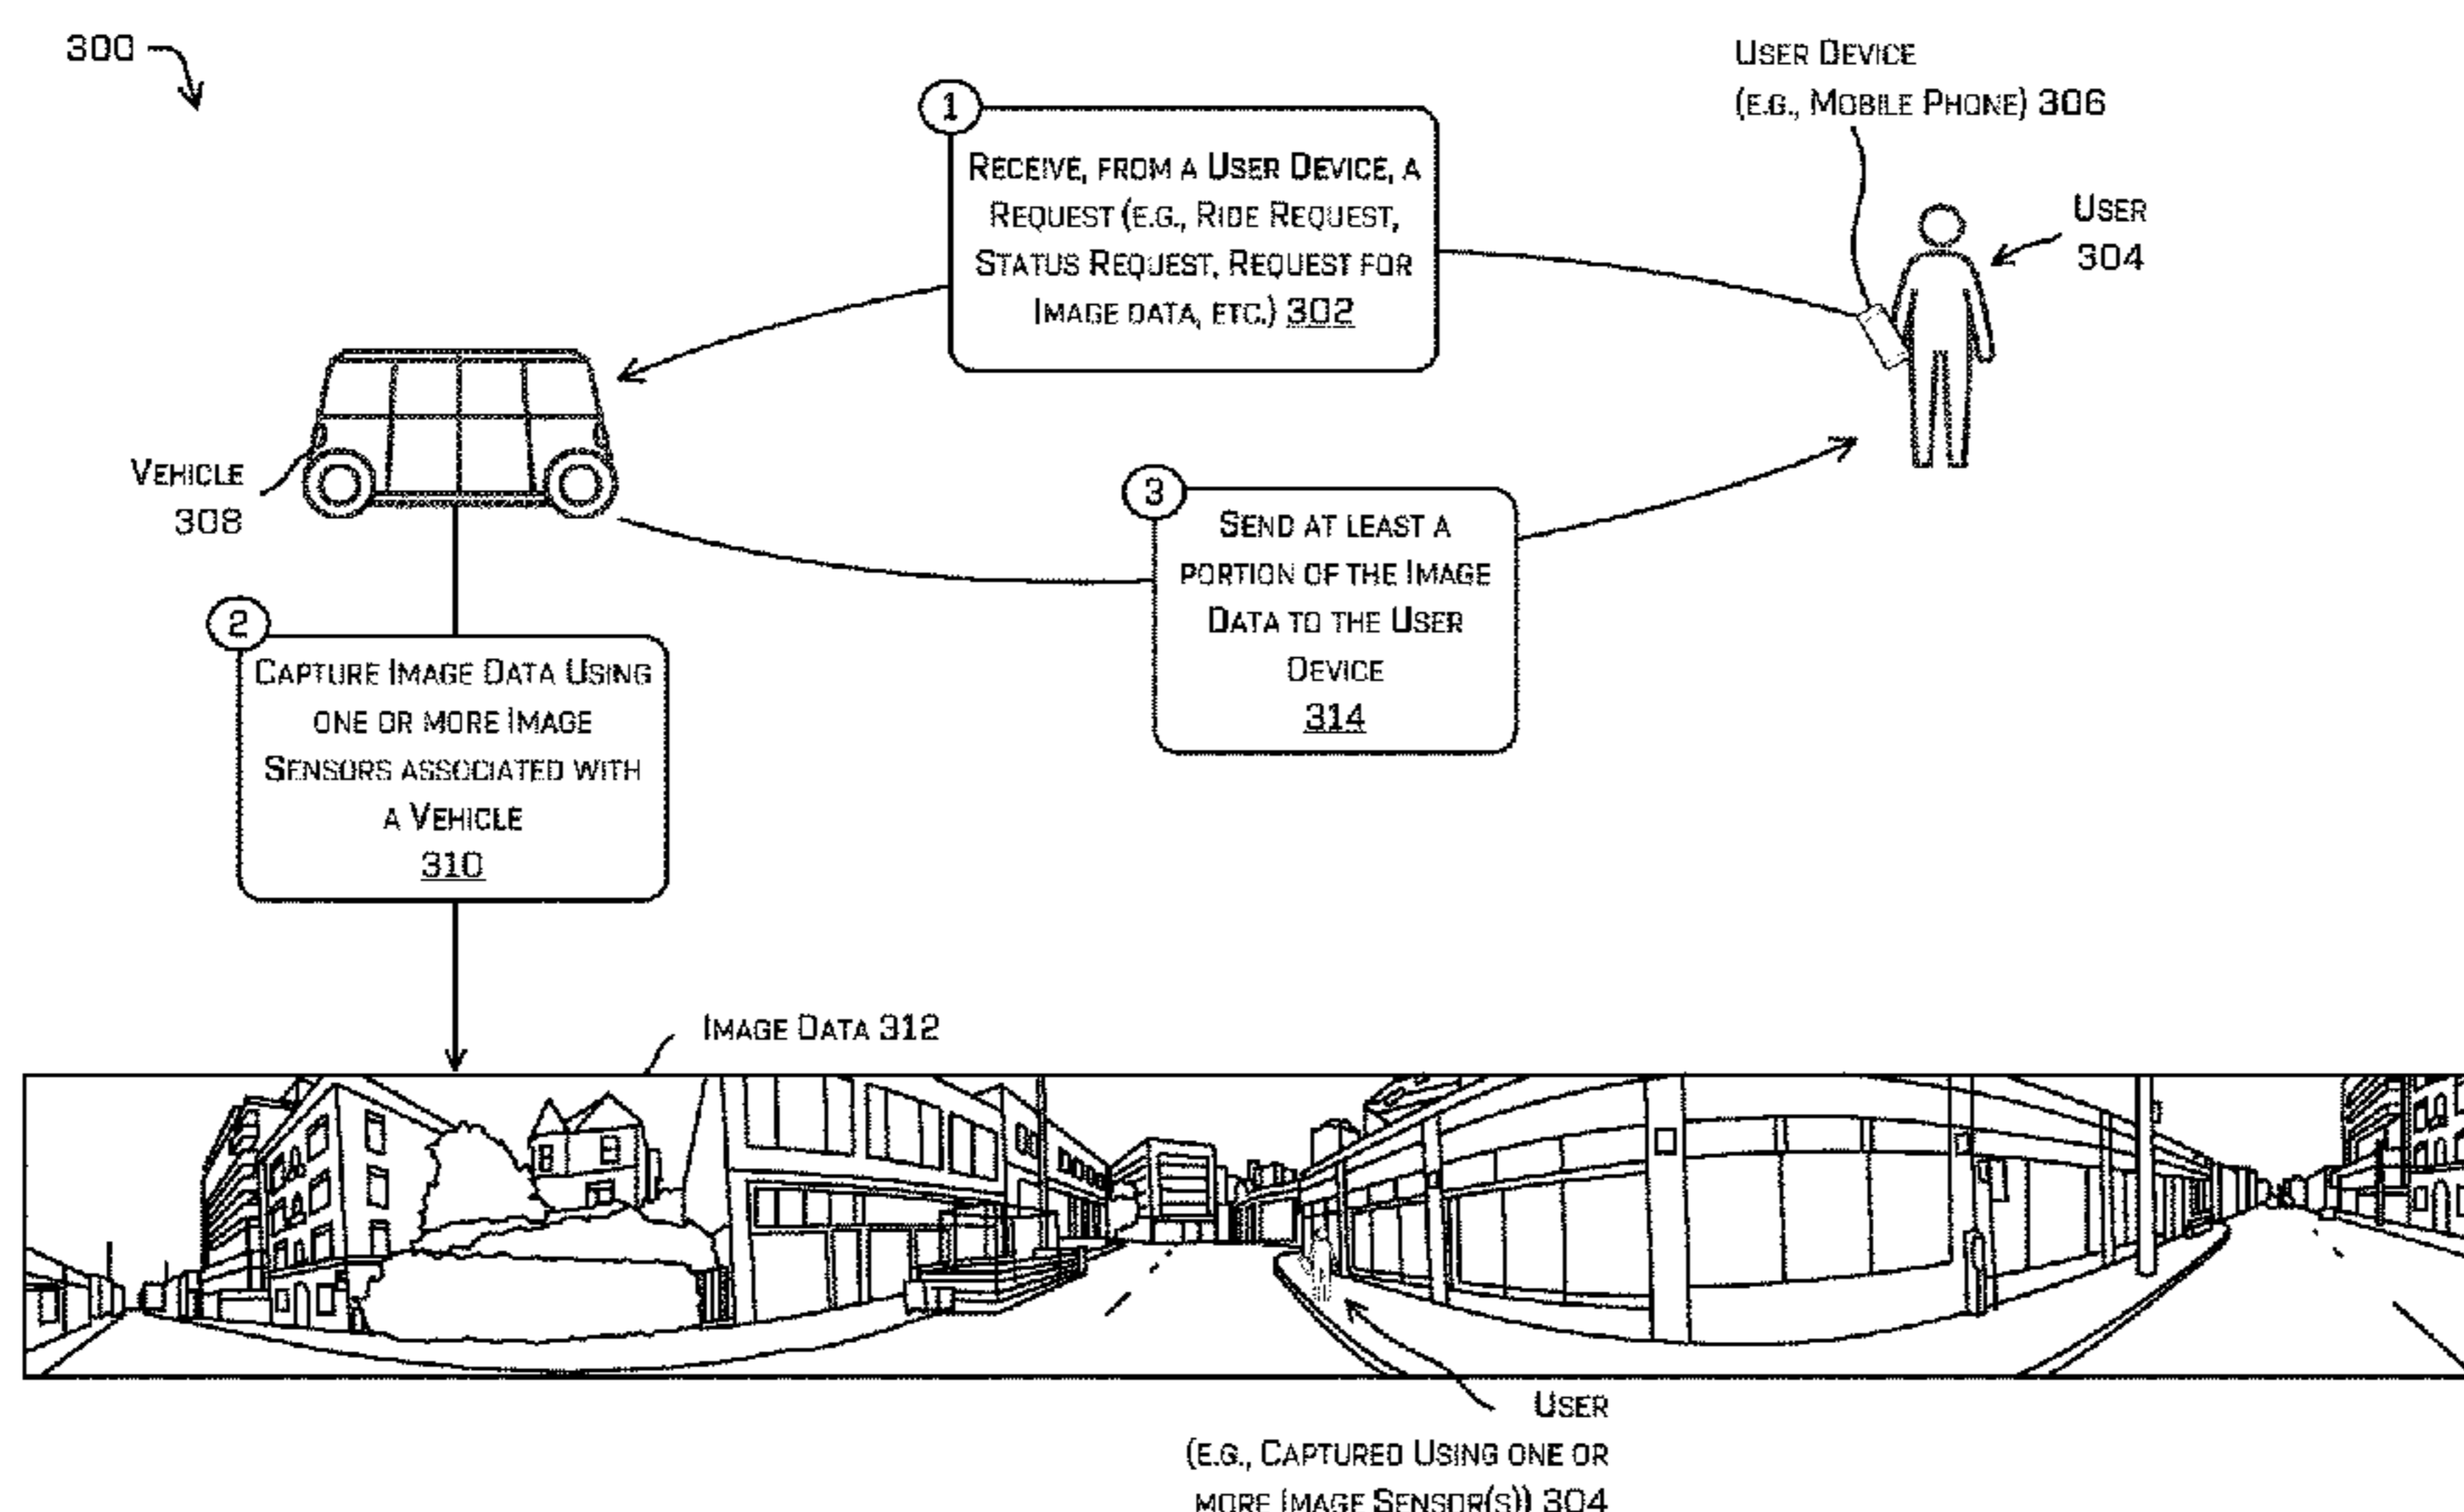 300
USER DEVICE
(E.G., MOBILE PHONE) 306
1
RECEIVE, FROM A USER DEVICE, A
REQUEST (E.G., RIDE REQUEST,
STATUS REQUEST, REQUEST FOR
IMAGE DATA, ETC.) 302
USER
304
VEHICLE
308
3
SEND AT LEAST A
PORTION OF THE IMAGE
DATA TO THE USER
DEVICE
314
2
CAPTURE IMAGE DATA USING
ONE OR MORE IMAGE
SENSORS ASSOCIATED WITH
A VEHICLE
310
IMAGE DATA 312
USER
(E.G., CAPTURED USING ONE OR
MORE IMAGE SENSOR(S)) 304